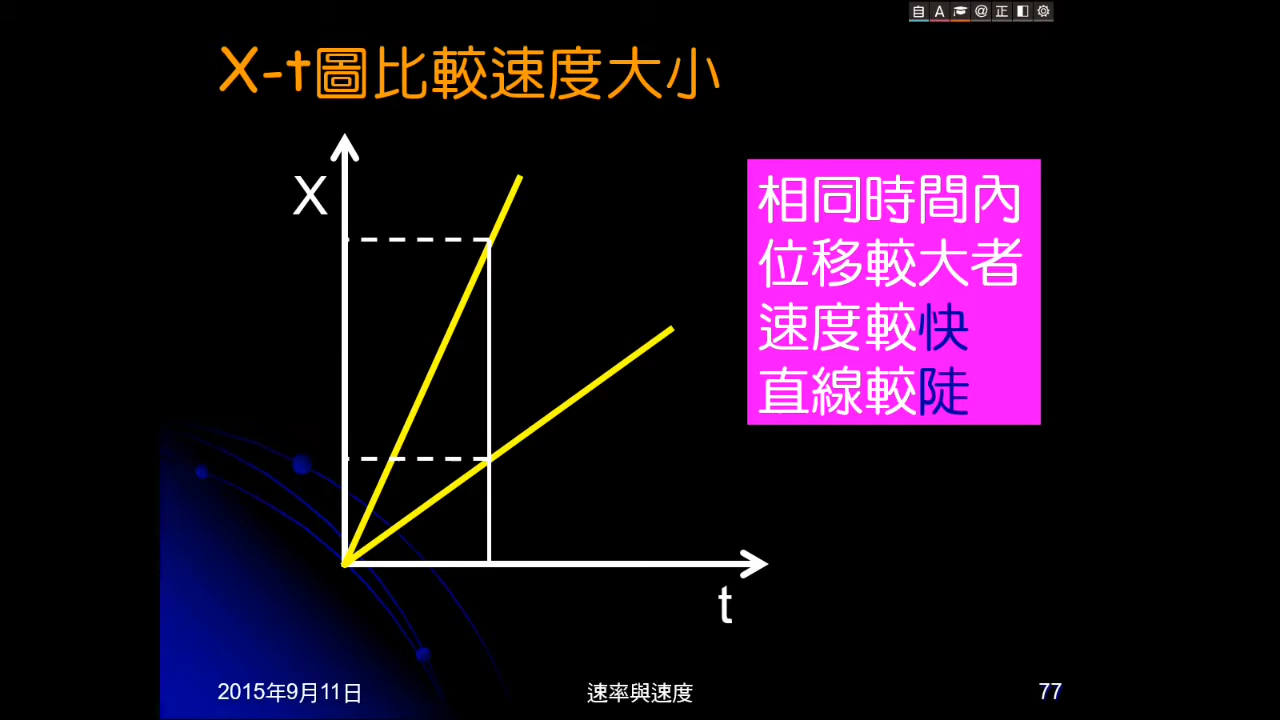 自 A @ 正
X-t圖比較速度大小
X
相同時間內
位移較大者
速度較快
直線較陡
t
2015年9月11日 速率與速度 77